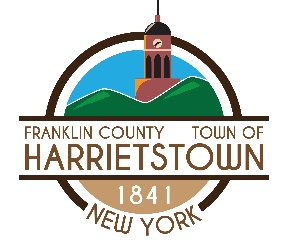 FRANKLIN COUNTY TOWN OF
HARRIETSTOWN
1841
NEW YORK